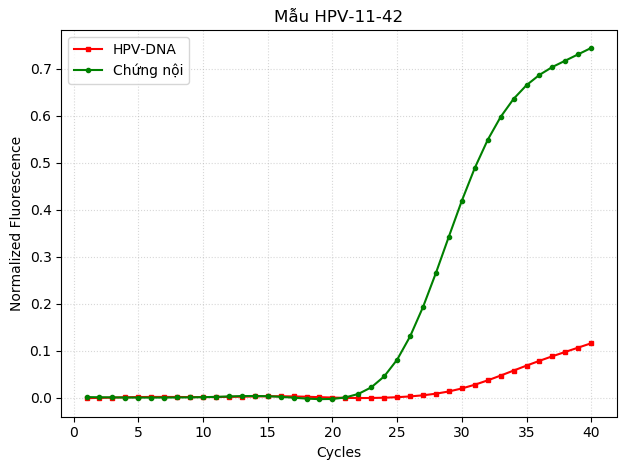 Mẫu HPV-11-42
HPV-DNA
Chứng nội
Normalized Fluorescence
0.7
0.6
0.5
0.4
0.3
0.2
0.1
0.0
0 5 10 15 20 25 30 35 40
Cycles